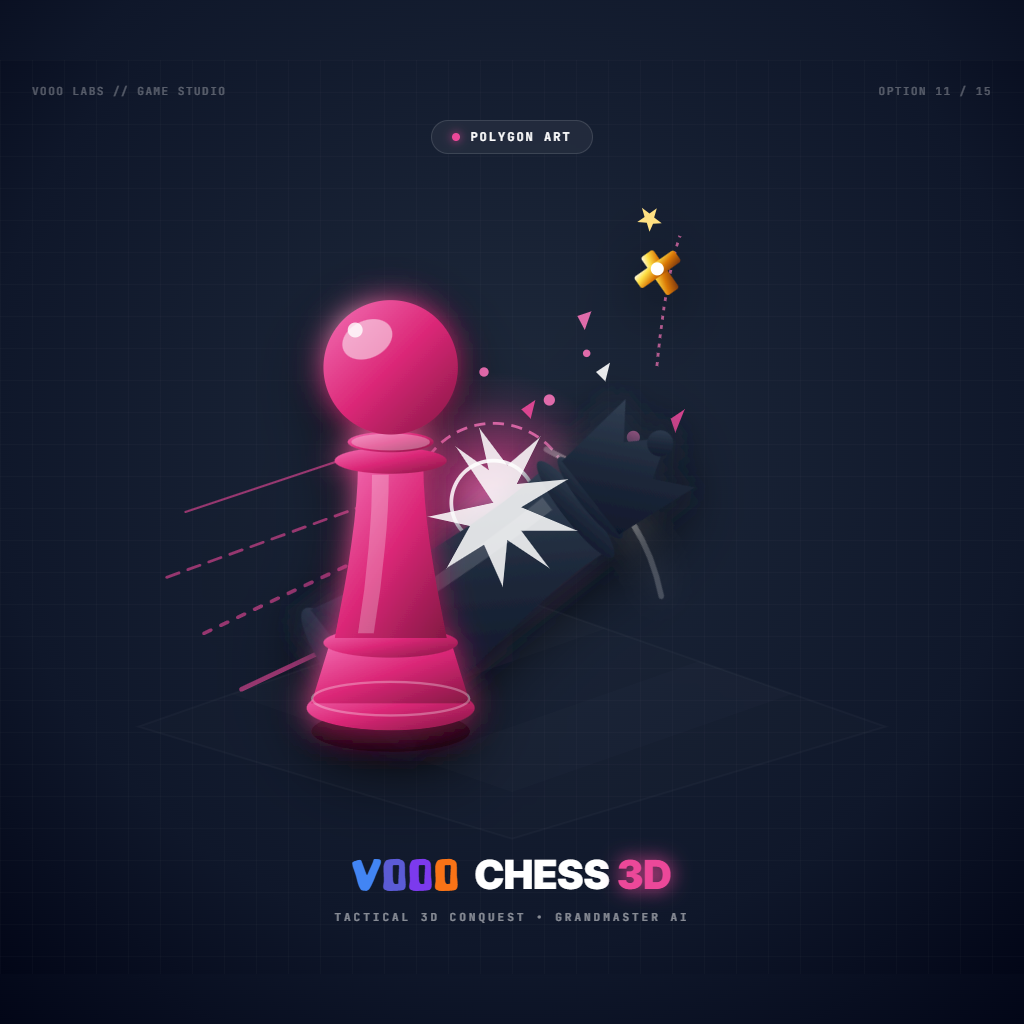 VOOO LABS // GAME STUDIO
OPTION 11 / 15
POLYGON ART
VOOO CHESS 3D
TACTICAL 3D CONQUEST • GRANDMASTER AI